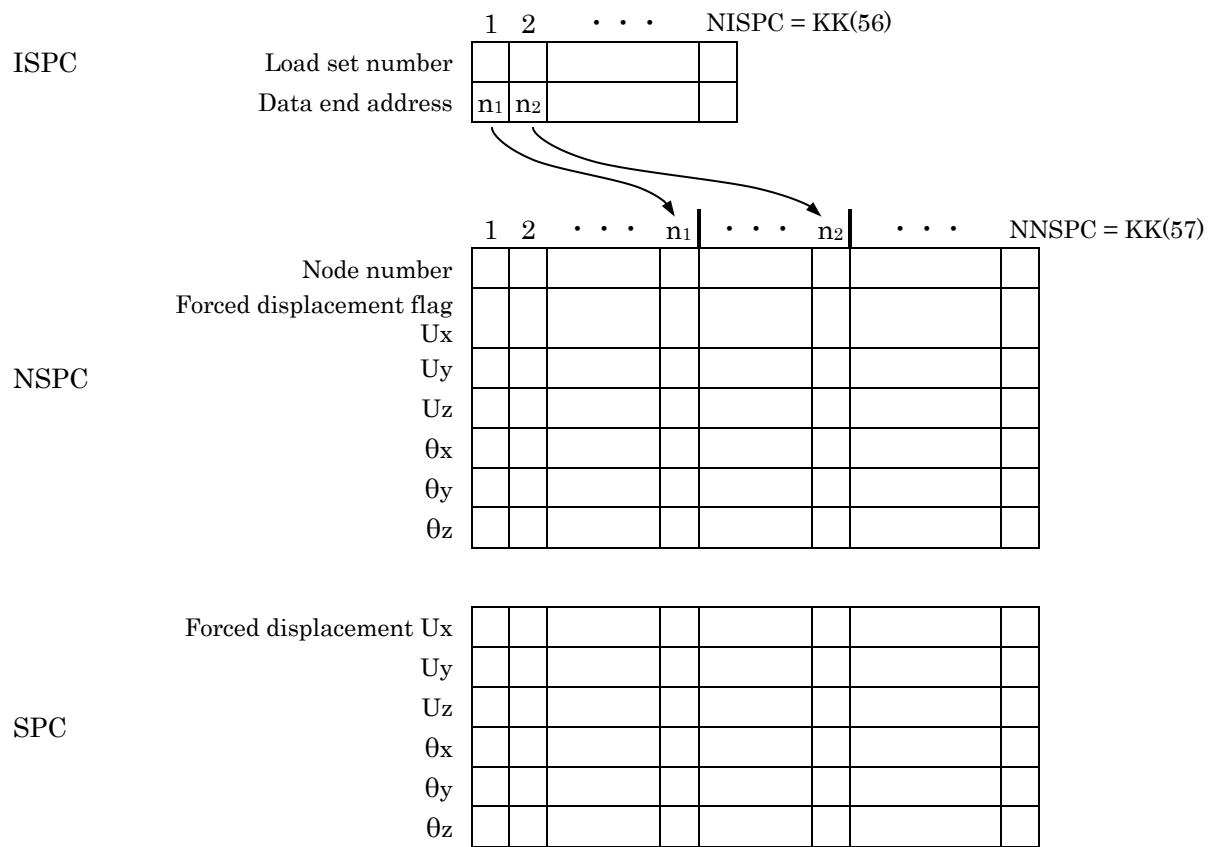 1 2 ・・・ NISPC = KK(56)
ISPC Load set number
Data end address n1 n2
1 2 ・・・ n1 ・・・ n2 ・・・ NNSPC = KK(57)
Node number
Forced displacement flag
Ux
NSPC Uy
Uz
θx
θy
θz
Forced displacement Ux
Uy
Uz
SPC
θx
θy
θz